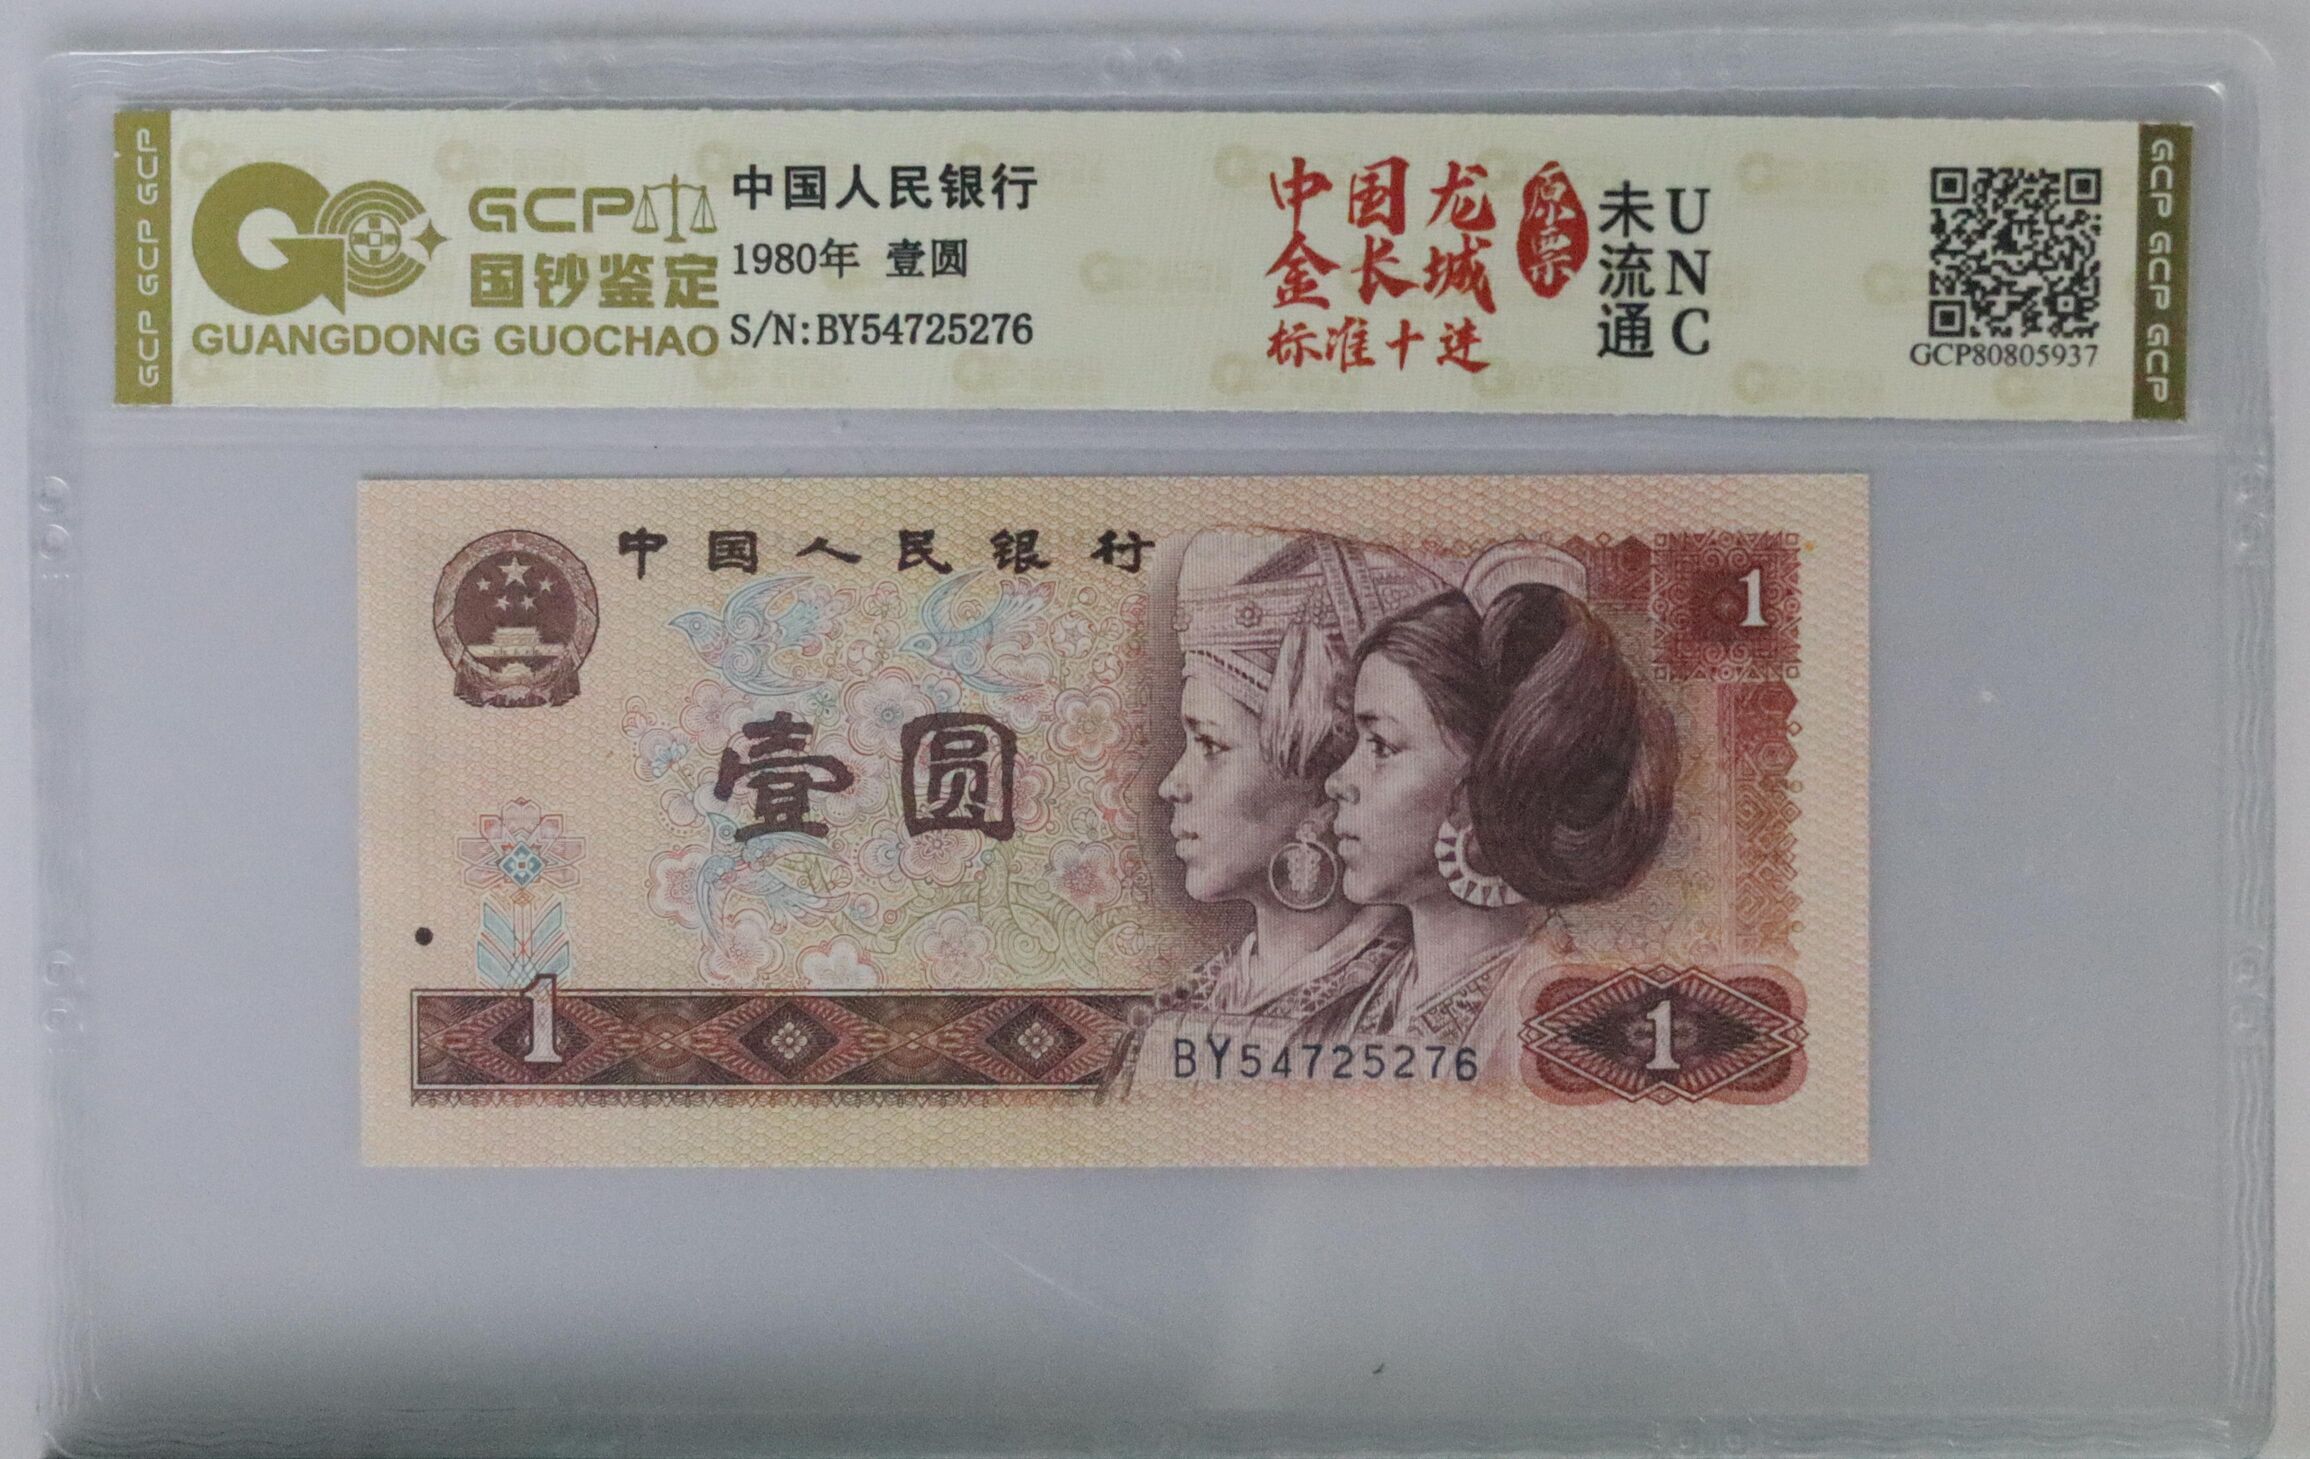 GCP GCP GCP
GCP
国钞鉴定
GUANGDONG GUOCHAO
中国人民银行
1980年 壹圆
S/N:BY54725276
中国龙
金长城
标准十进
原票
未流通
UNC
GCP80805937
GCP GCP GCP
中国人民银行
1
壹圆
1
BY54725276
1